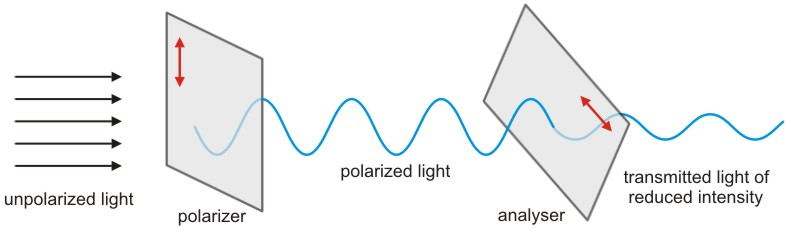 unpolarized light
polarizer
polarized light
analyser
transmitted light of
reduced intensity